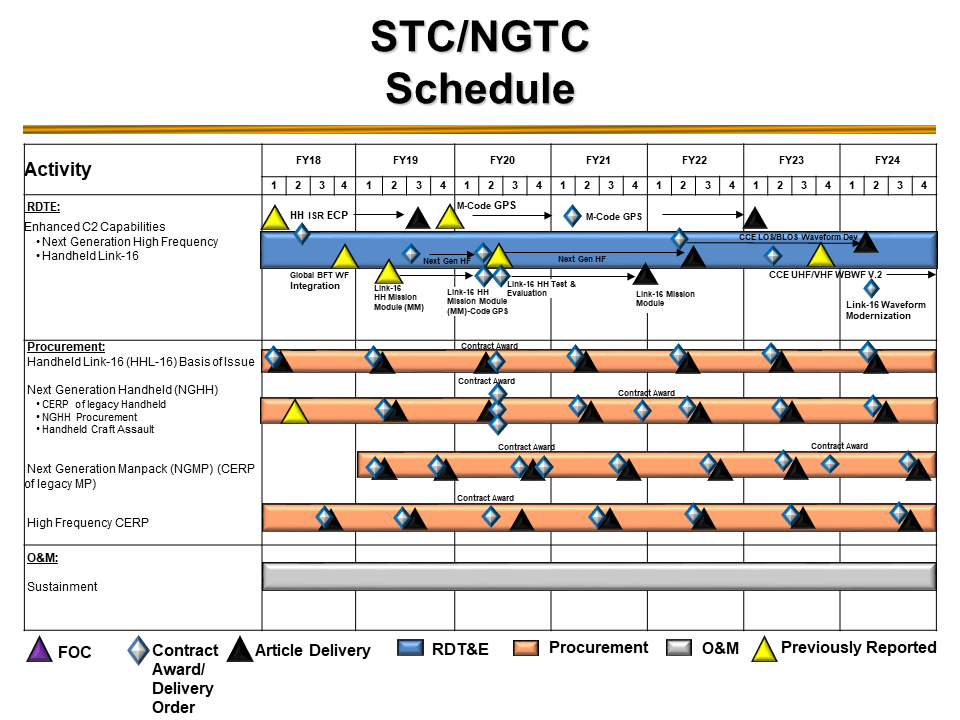 STC/NGTC
Schedule
Activity
FY18 FY19 FY20 FY21 FY22 FY23 FY24
1 2 3 4 1 2 3 4 1 2 3 4 1 2 3 4 1 2 3 4 1 2 3 4 1 2 3 4
RDTE:
Enhanced C2 Capabilities
• Next Generation High Frequency
• Handheld Link-16
HH ISR ECP
M-Code GPS
M-Code GPS
CCE LOS/BLOS Waveform Dev
Next Gen HF
Next Gen HF
Global BFT WF
Integration
Link-16
HH Mission
Module (MM)
Link-16 HH
Mission Module
(MM)-Code GPS
Link-16 HH Test &
Evaluation
Link-16 Mission
Module
CCE UHF/VHF WBWF V.2
Link-16 Waveform
Modernization
Procurement:
Handheld Link-16 (HHL-16) Basis of Issue
Contract Award
Next Generation Handheld (NGHH)
• CERP of legacy Handheld
• NGHH Procurement
• Handheld Craft Assault
Contract Award
Contract Award
Next Generation Manpack (NGMP) (CERP
of legacy MP)
Contract Award
Contract Award
High Frequency CERP
Contract Award
O&M:
Sustainment
FOC
Contract
Award/
Delivery
Order
Article Delivery
RDT&E
Procurement
O&M
Previously Reported